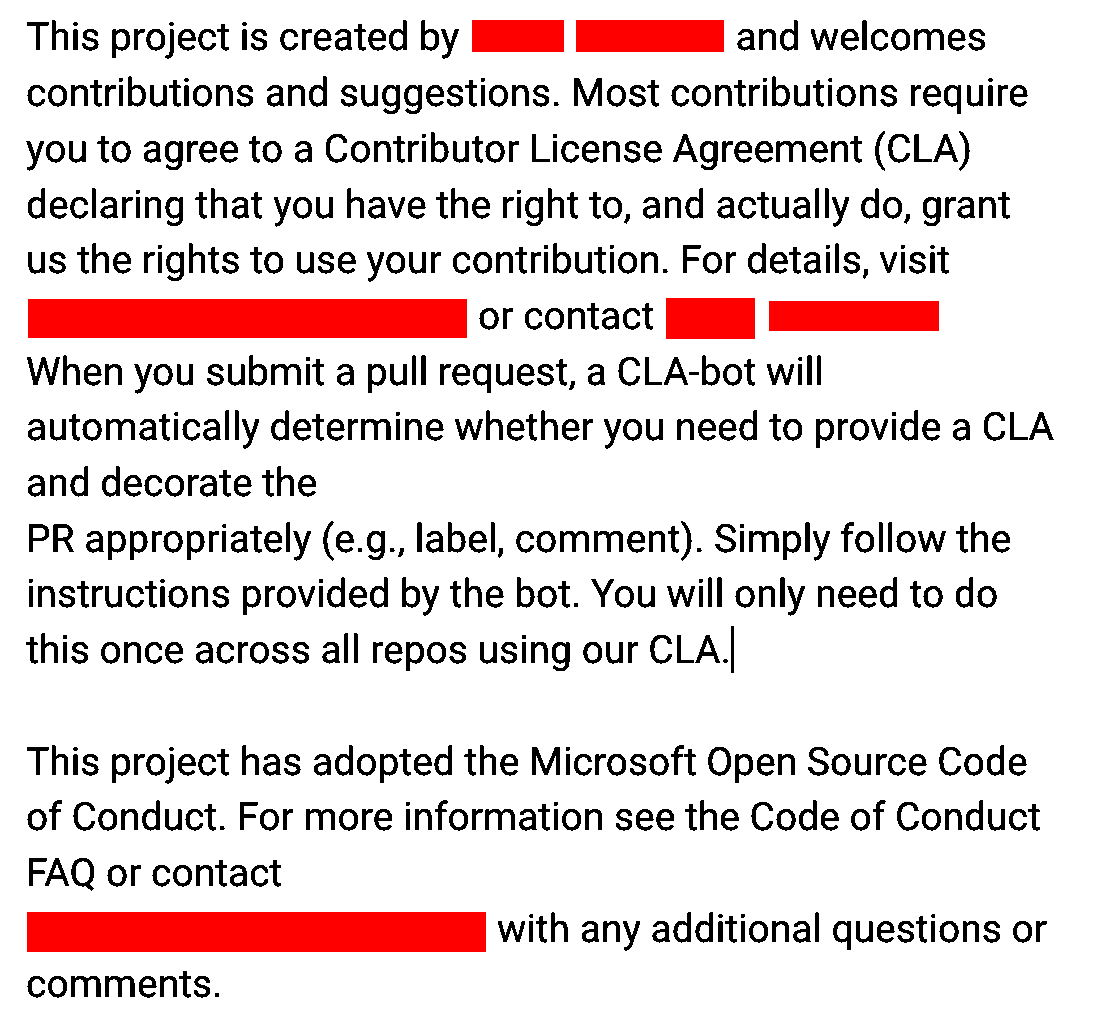 This project is created by and welcomes
contributions and suggestions. Most contributions require
you to agree to a Contributor License Agreement (CLA)
declaring that you have the right to, and actually do, grant
us the rights to use your contribution. For details, visit
or contact
When you submit a pull request, a CLA-bot will
automatically determine whether you need to provide a CLA
and decorate the
PR appropriately (e.g., label, comment). Simply follow the
instructions provided by the bot. You will only need to do
this once across all repos using our CLA.
This project has adopted the Microsoft Open Source Code
of Conduct. For more information see the Code of Conduct
FAQ or contact
with any additional questions or
comments.